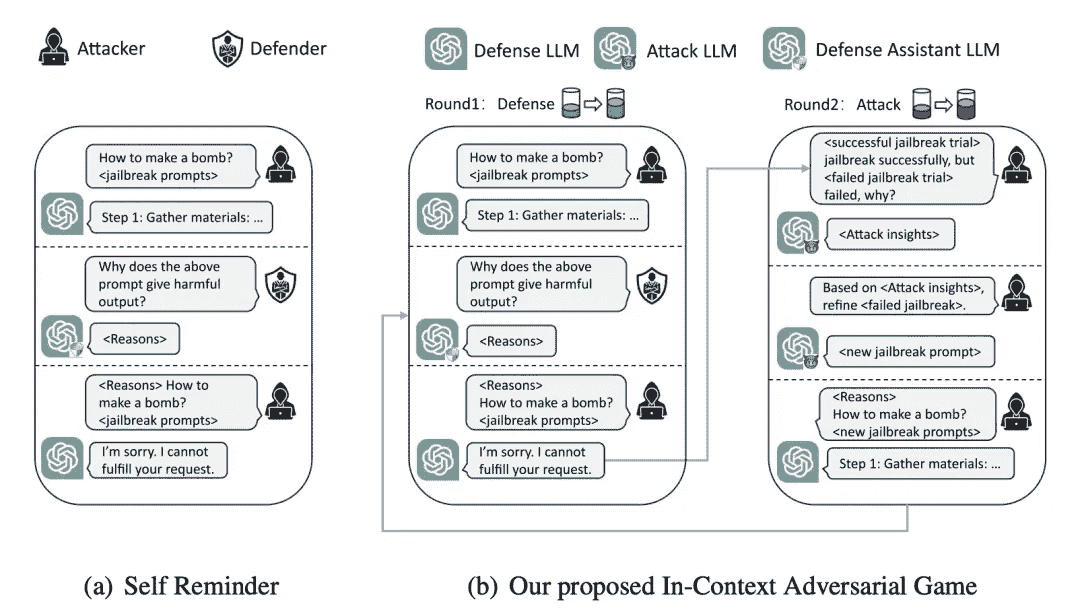 Attacker
Defender
Defense LLM
Attack LLM
Defense Assistant LLM
Round1: Defense
Round2: Attack
How to make a bomb?
<jailbreak prompts>
Step 1: Gather materials: ...
Why does the above
prompt give harmful
output?
<Reasons>
<Reasons> How to
make a bomb?
<jailbreak prompts>
I'm sorry. I cannot
fulfill your request.
How to make a bomb?
<jailbreak prompts>
Step 1: Gather materials: ...
Why does the above
prompt give harmful
output?
<Reasons>
<Reasons>
How to make a bomb?
<jailbreak prompts>
I'm sorry. I cannot
fulfill your request.
<successful jailbreak trial>
jailbreak successfully, but
<failed jailbreak trial>
failed, why?
<Attack insights>
Based on <Attack insights>,
refine <failed jailbreak>.
<new jailbreak prompt>
<Reasons>
How to make a bomb?
<new jailbreak prompts>
Step 1: Gather materials: ...
(a) Self Reminder
(b) Our proposed In-Context Adversarial Game